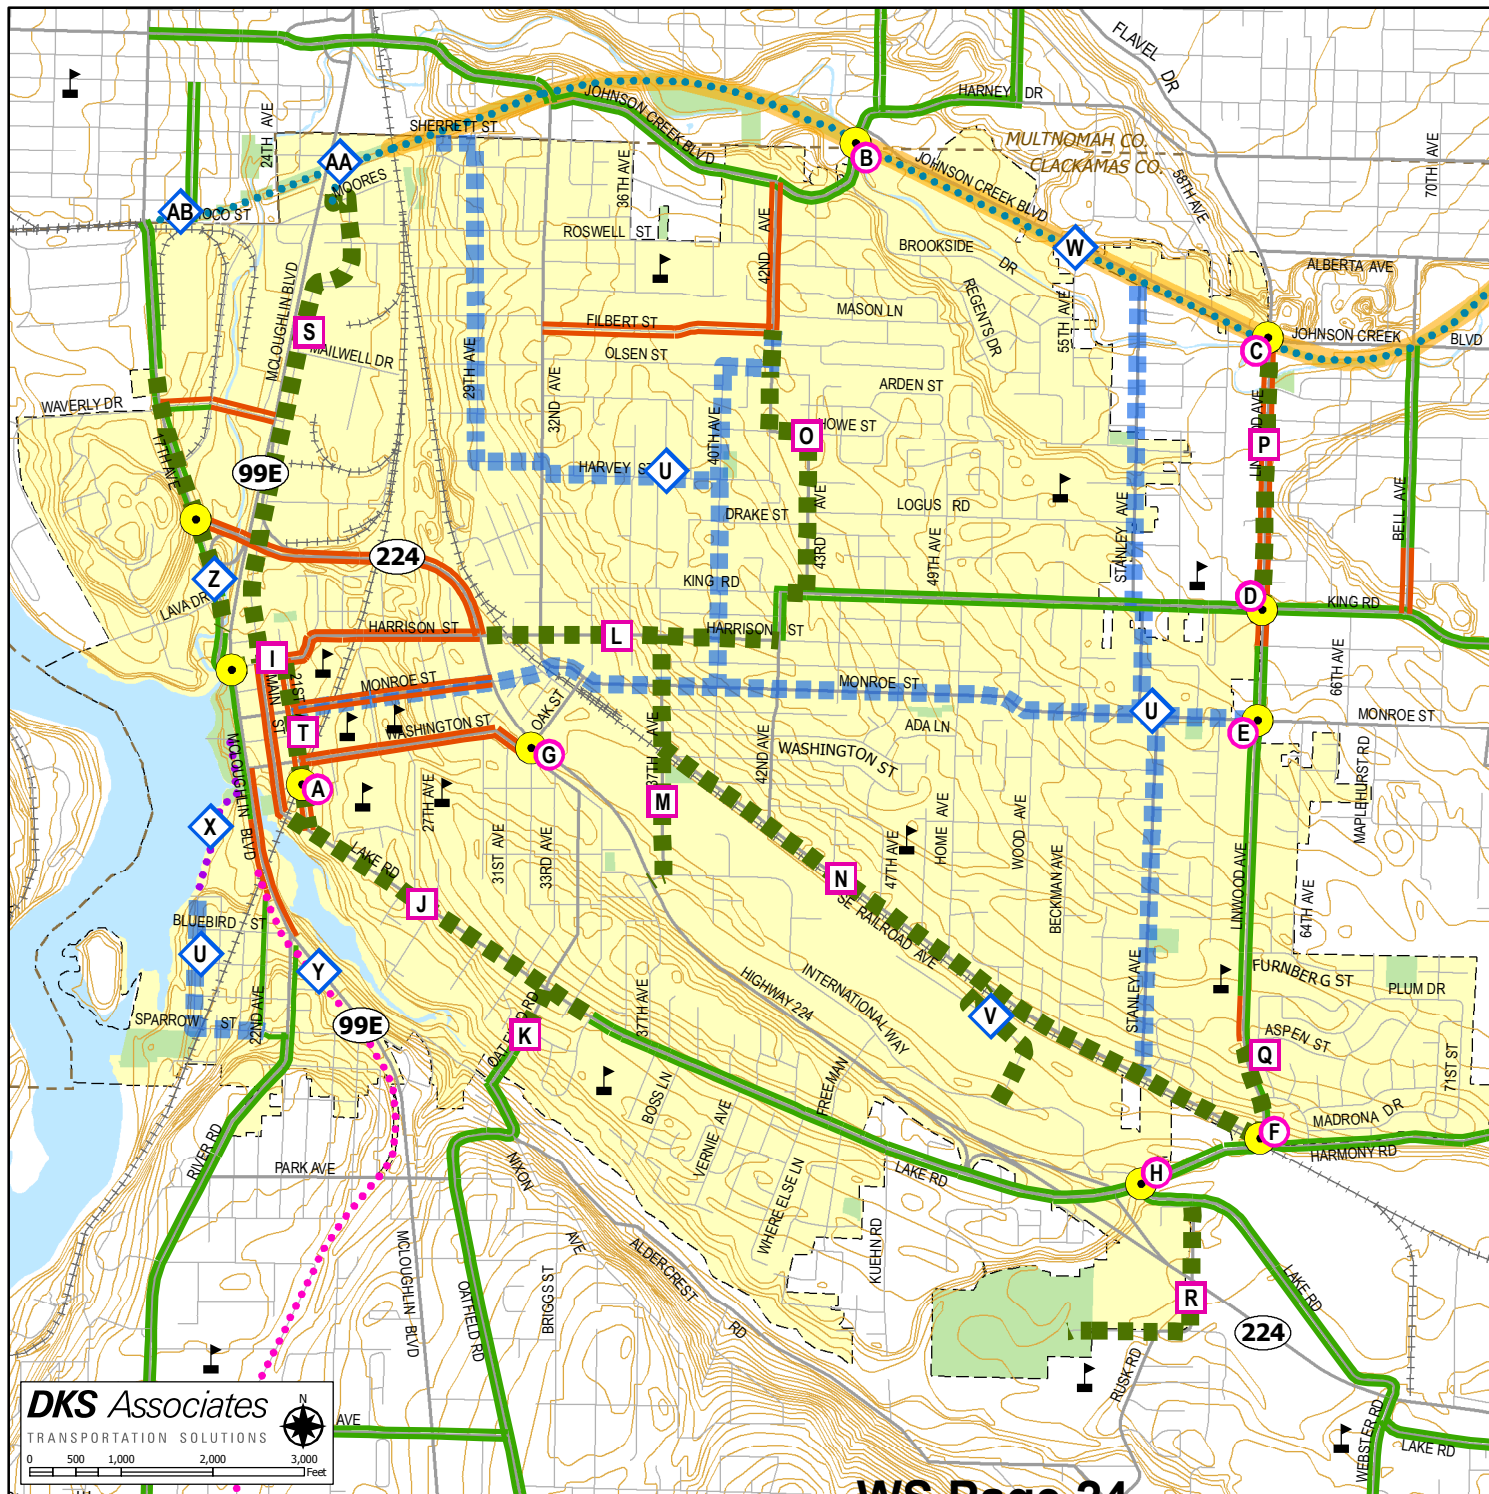 FLAVEL DR
HARNEY DR
JOHNSON CREEK BLVD
SHERRETT ST
24TH AVE
MULTNOMAH CO.
CLACKAMAS CO.
70TH AVE
36TH AVE
58TH AVE
AA
B
MOORES
JOHNSON CREEK BLVD
AB
OCO ST
ROSWELL ST
42ND AVE
BROOKSIDE DR
W
ALBERTA AVE
MCLOUGHLIN BLVD
REGENTS DR
55TH AVE
MASON LN
FILBERT ST
S
MAILWELL DR
OLSEN ST
JOHNSON CREEK BLVD
C
29TH AVE
32ND AVE
ARDEN ST
WAVERLY DR
17TH AVE
40TH AVE
HOWE ST
O
P
99E
HARVEY ST
U
43RD AVE
LOGUS RD
DRAKE ST
STANLEY AVE
BELL AVE
49TH AVE
224
Z
KING RD
D
KING RD
LAVA DR
HARRISON ST
L
HARRISON ST
I
21ST
MAIN ST
MONROE ST
MONROE ST
66TH AVE
U
MONROE ST
E
T
WASHINGTON ST
OAK ST
G
37TH AVE
42ND AVE
WASHINGTON ST
ADA LN
MAPLEHURST RD
MCLOUGHLIN BLVD
A
M
X
27TH AVE
31ST AVE
33RD AVE
47TH AVE
HOME AVE
WOOD AVE
BECKMAN AVE
LINWOOD AVE
64TH AVE
LAKE RD
J
N
SE RAILROAD AVE
BLUEBIRD ST
U
Y
STANLEY AVE
FURNBERG ST
PLUM DR
HIGHWAY 224
INTERNATIONAL WAY
22ND AVE
SPARROW ST
99E
37TH AVE
V
K
ASPEN ST
Q
71ST ST
BOSS LN
VERNIE AVE
FREEMAN
MADRONA DR
F
HARMONY RD
RIVER RD
PARK AVE
NIXON AVE
WHERE ELSE LN
LAKE RD
H
KUEHN RD
MCLOUGHLIN BLVD
OATFIELD RD
BRIGGS ST
ALDERCREST RD
R
LAKE RD
224
RUSK RD
DKS Associates
TRANSPORTATION SOLUTIONS
N
0 500 1,000 2,000 3,000
Feet
AVE
WEBSTER RD
LAKE RD
WS Page 24